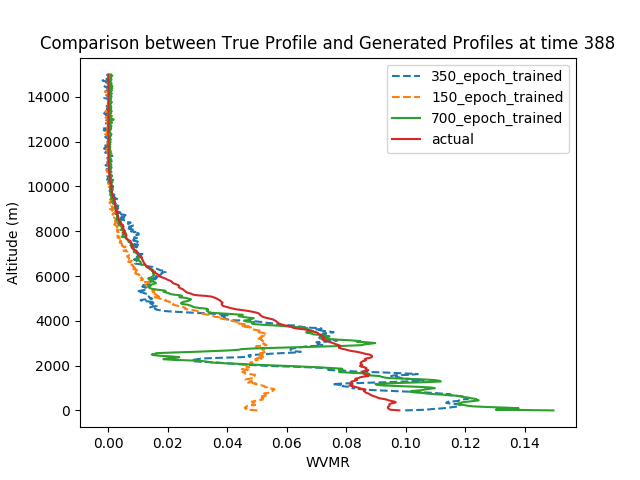 Comparison between True Profile and Generated Profiles at time 388
350_epoch_trained
150_epoch_trained
700_epoch_trained
actual
14000
12000
10000
8000
6000
4000
2000
0
Altitude (m)
0.00 0.02 0.04 0.06 0.08 0.10 0.12 0.14
WVMR